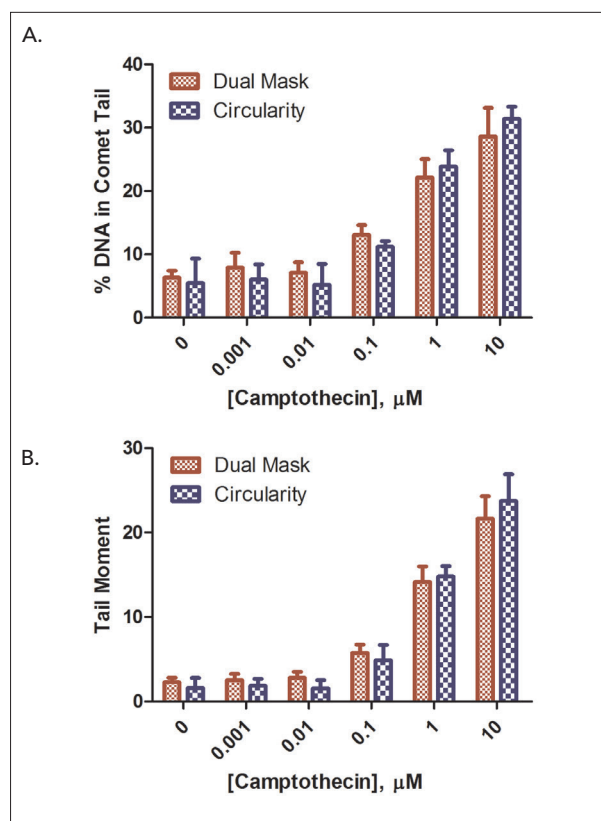 A.
40
30
20
10
0
% DNA in Comet Tail
Dual Mask
Circularity
0
0.001
0.01
0.1
1
10
[Camptothecin], μM
B.
30
20
10
0
Tail Moment
Dual Mask
Circularity
0
0.001
0.01
0.1
1
10
[Camptothecin], μM